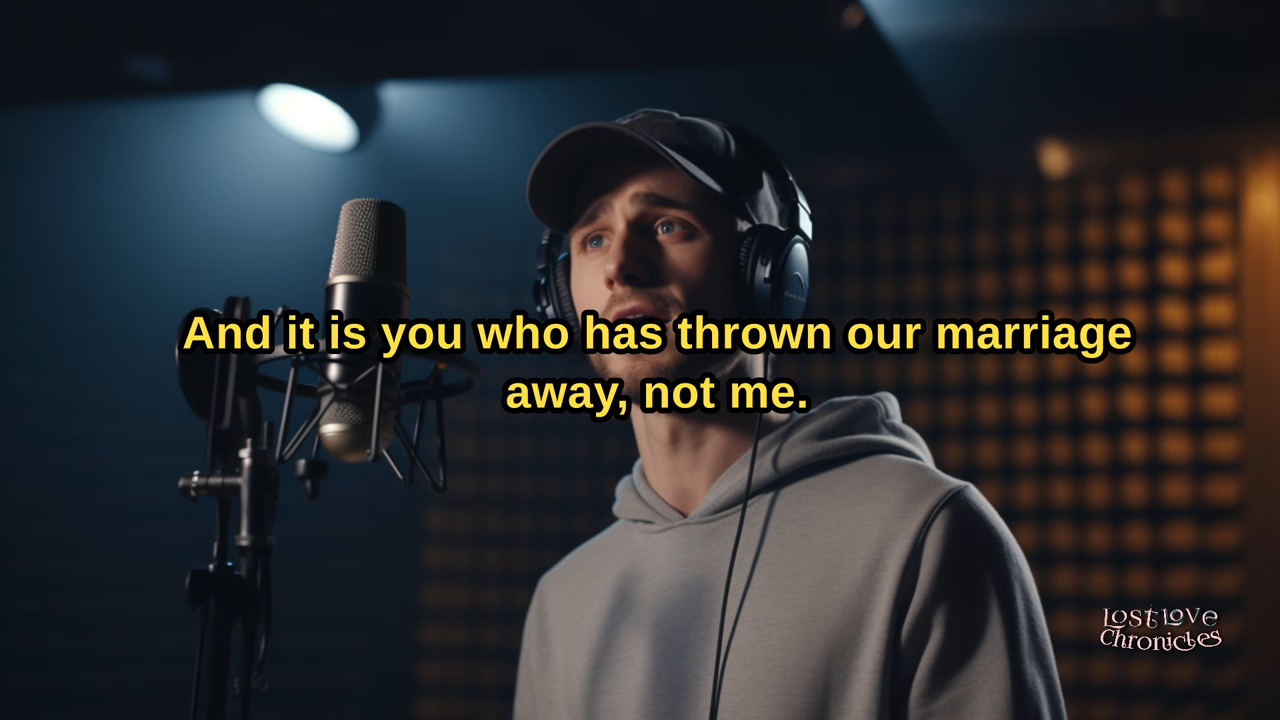 And it is you who has thrown our marriage
away, not me.
Lost Love
Chronicles